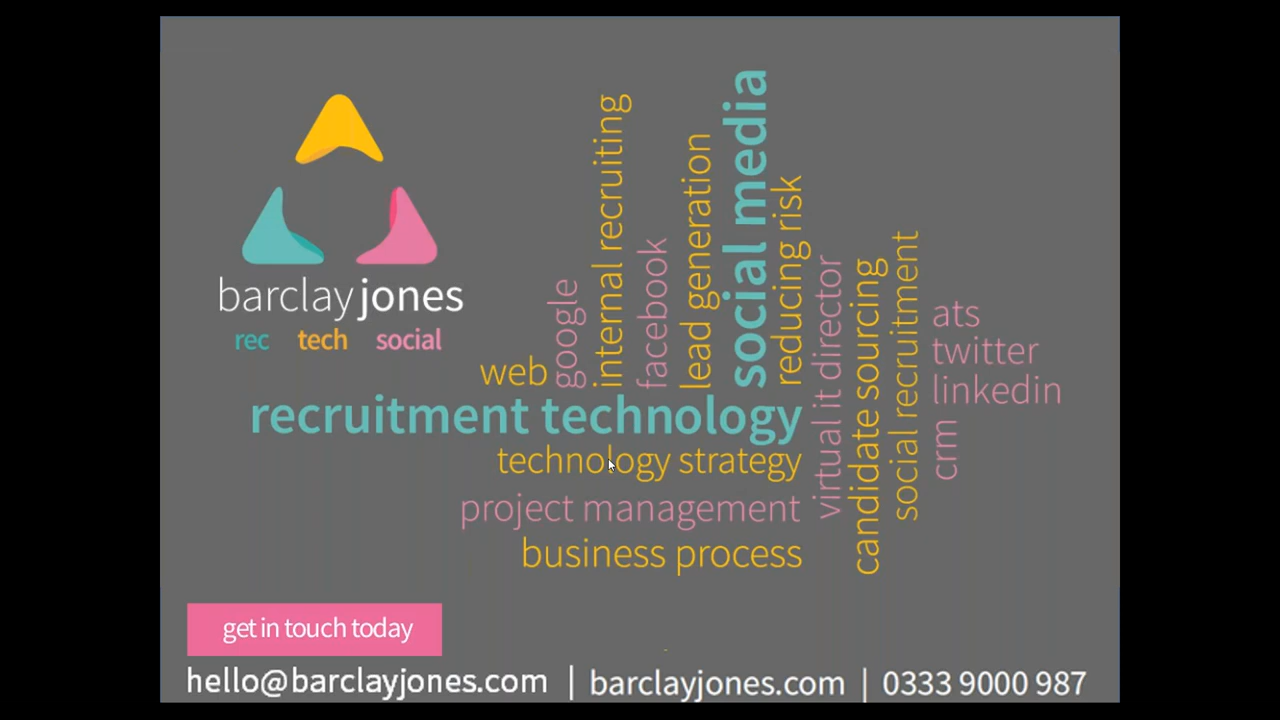 barclayjones
rec tech social
web
google
internal recruiting
facebook
lead generation
social media
reducing risk
virtual it director
candidate sourcing
social recruitment
ats
twitter
linkedin
crm
recruitment technology
technology strategy
project management
business process
get in touch today
hello@barclayjones.com | barclayjones.com | 0333 9000 987